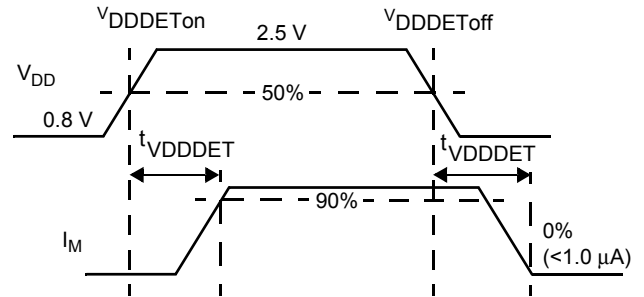 VDDDETon
VDDDEToff
2.5 V
VDD
50%
0.8 V
tVDDDET
tVDDDET
90%
IM
0%
(<1.0 μA)